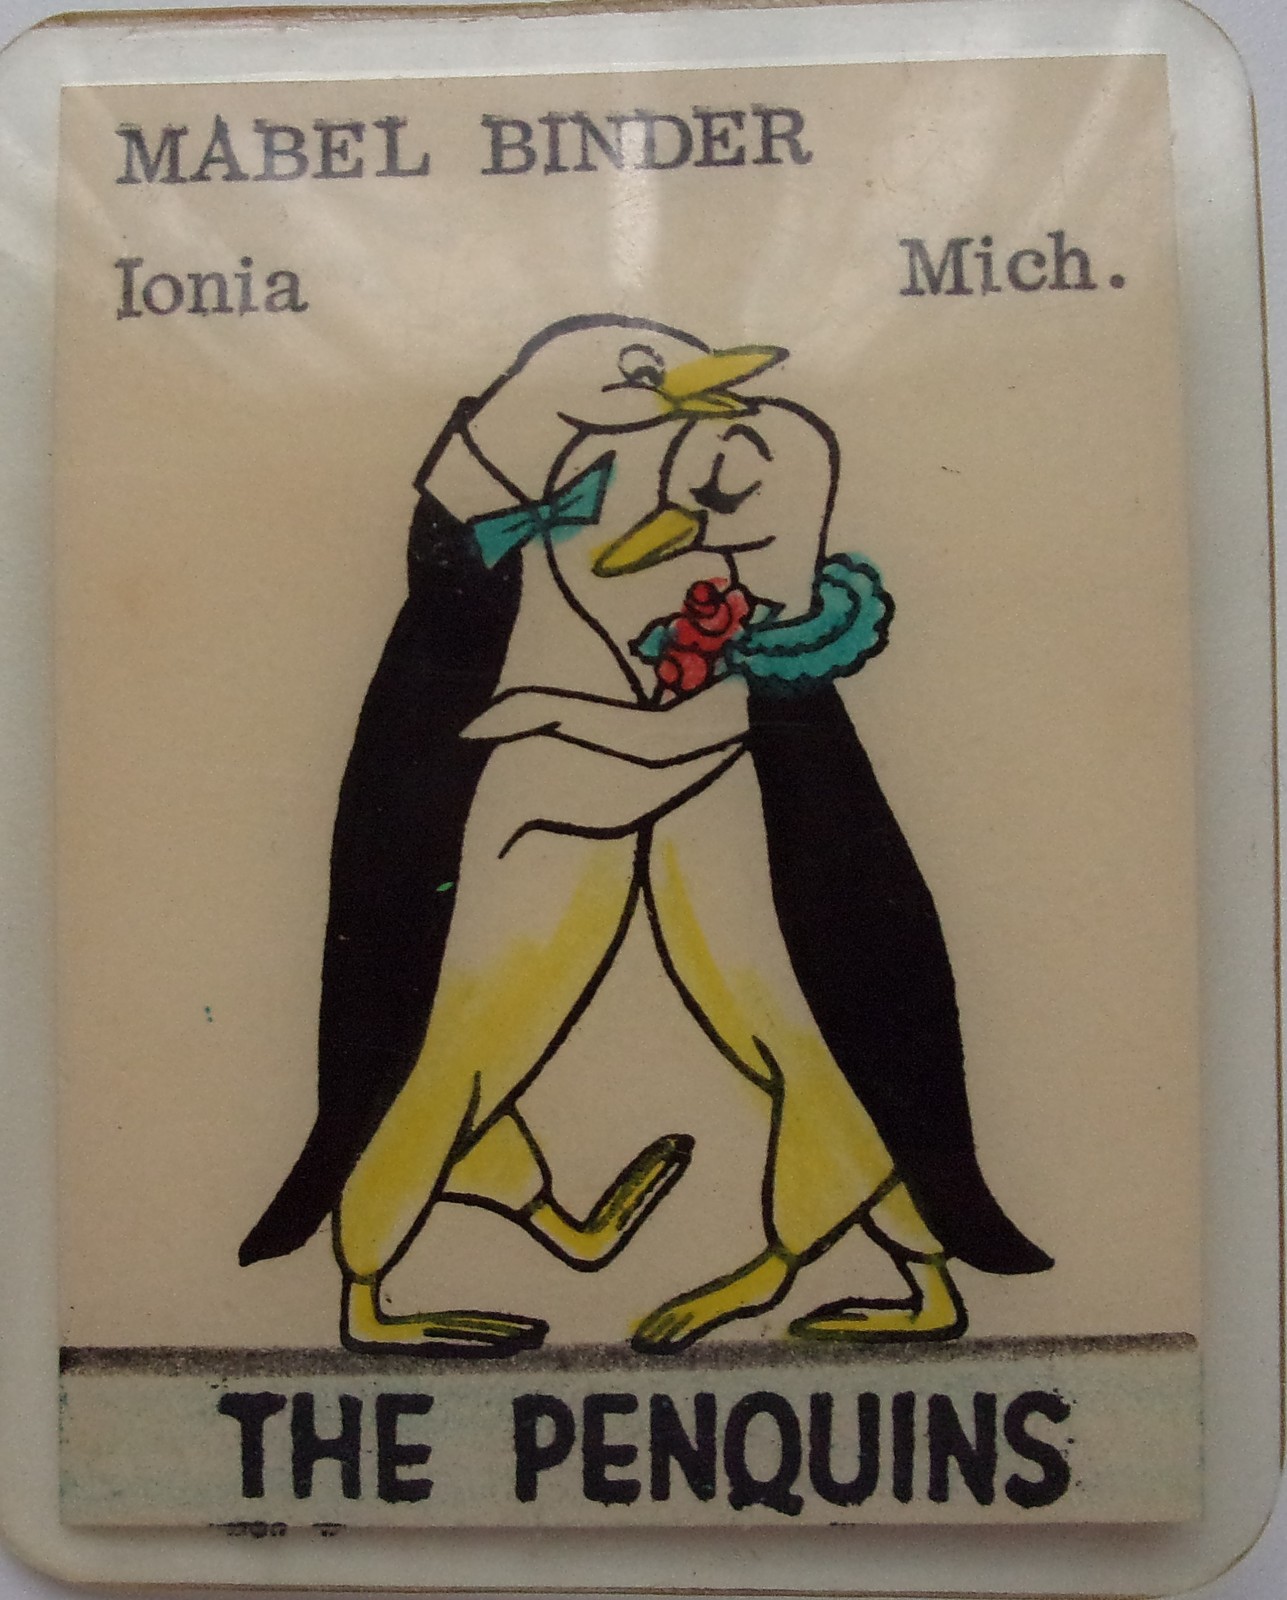 MABEL BINDER
Ionia Mich.
THE PENQUINS